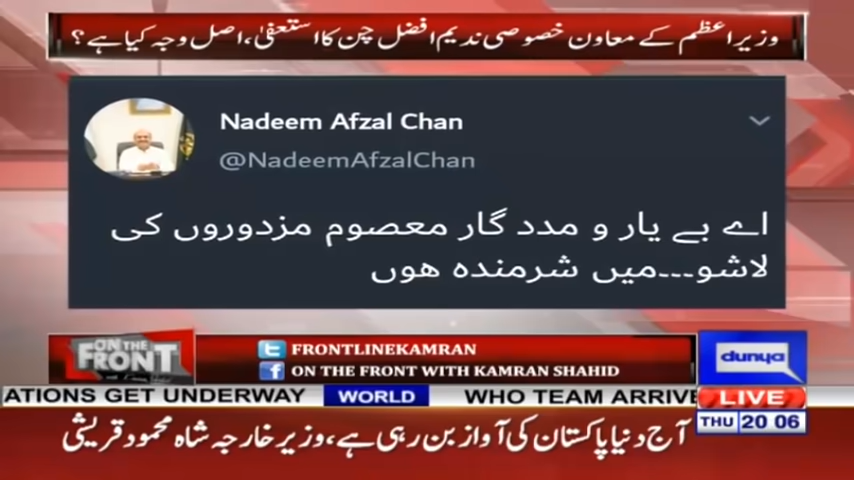 وزیراعظم کے معاون خصوصی ندیم افضل چن کا استعفیٰ، اصل وجہ کیا ہے؟
Nadeem Afzal Chan
@NadeemAfzalChan
اے بے یار و مدد گار معصوم مزدوروں کی
لاشو۔۔۔میں شرمندہ ھوں
ON THE
FRONT
FRONTLINEKAMRAN
ON THE FRONT WITH KAMRAN SHAHID
dunya
ATIONS GET UNDERWAY WORLD WHO TEAM ARRIVE
LIVE
THU 20 06
آج دنیا پاکستان کی آواز بن رہی ہے، وزیر خارجہ شاہ محمود قریشی